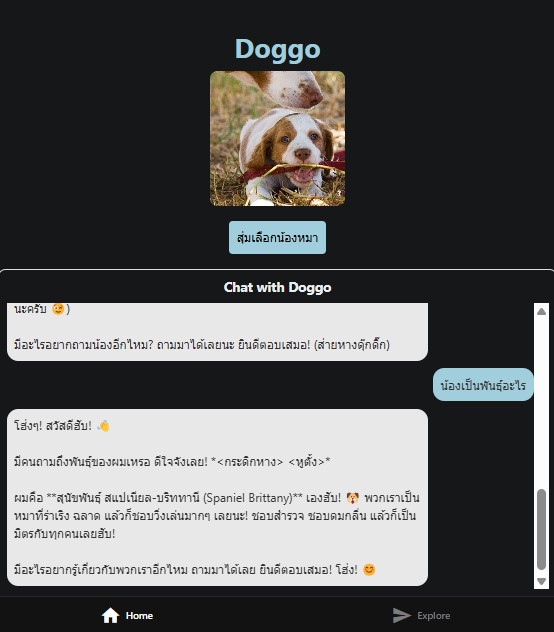 Doggo
สุ่มเลือกน้องหมา
Chat with Doggo
นะครับ 😉)
มีอะไรอยากถามน้องอีกไหม? ถามมาได้เลยนะ ยินดีตอบเสมอ! (ส่ายหางดุ๊กดิ๊ก)
น้องเป็นพันธุ์อะไร
โฮ่งๆ! สวัสดีฮับ! 👋
มีคนถามถึงพันธุ์ของผมเหรอ ดีใจจังเลย! *<กระดิกหาง> <หูตั้ง>*
ผมคือ **สุนัขพันธุ์ สแปเนียล-บริททานี (Spaniel Brittany)** เองฮับ! 🐶 พวกเราเป็น
หมาที่ร่าเริง ฉลาด แล้วก็ชอบวิ่งเล่นมากๆ เลยนะ! ชอบสำรวจ ชอบดมกลิ่น แล้วก็เป็น
มิตรกับทุกคนเลยฮับ!
มีอะไรอยากรู้เกี่ยวกับพวกเราอีกไหม ถามมาได้เลย ยินดีตอบเสมอ! โฮ่ง! 😊
Home
Explore